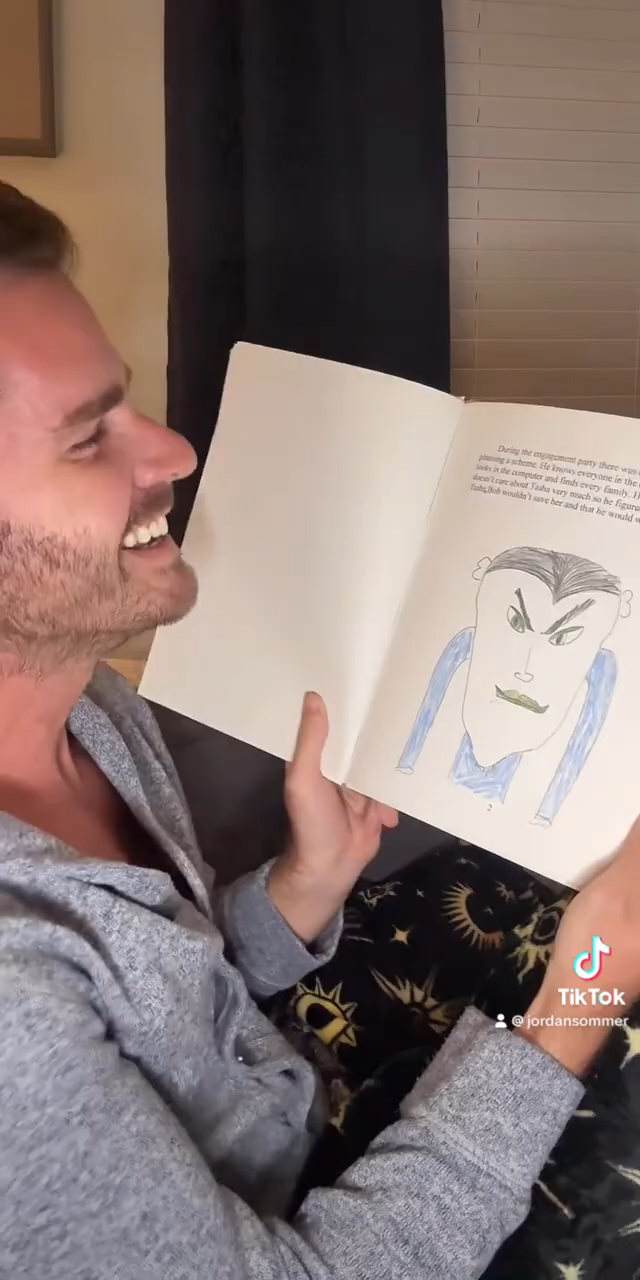 During the engagement party there was
planning a scheme. He knows everyone in the
looks in the computer and finds every family. H
doesn't care about Tasha very much so he figure
Tasha,Bob wouldn't save her and that he would
2
TikTok
@jordansommer